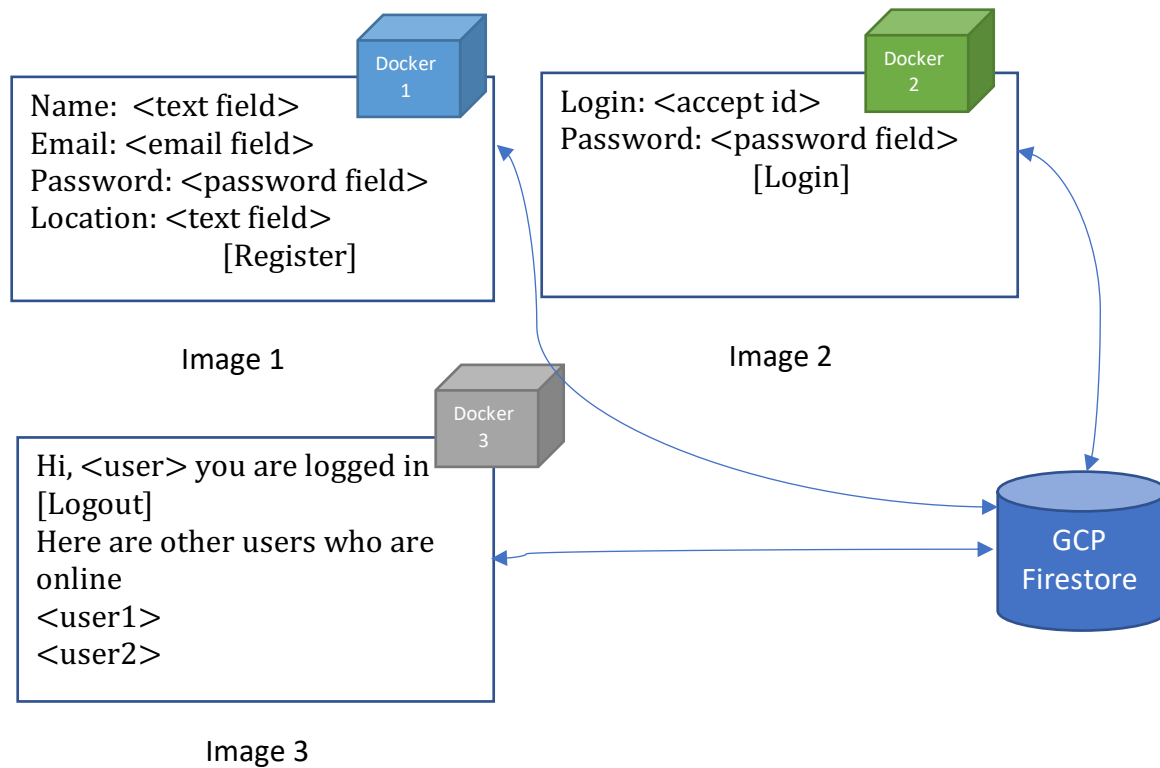 Docker
1
Name:  <text field>
Email: <email field>
Password: <password field>
Location: <text field>
[Register]
Image 1
Docker
2
Login: <accept id>
Password: <password field>
[Login]
Image 2
Docker
3
Hi, <user> you are logged in
[Logout]
Here are other users who are
online
<user1>
<user2>
Image 3
GCP
Firestore